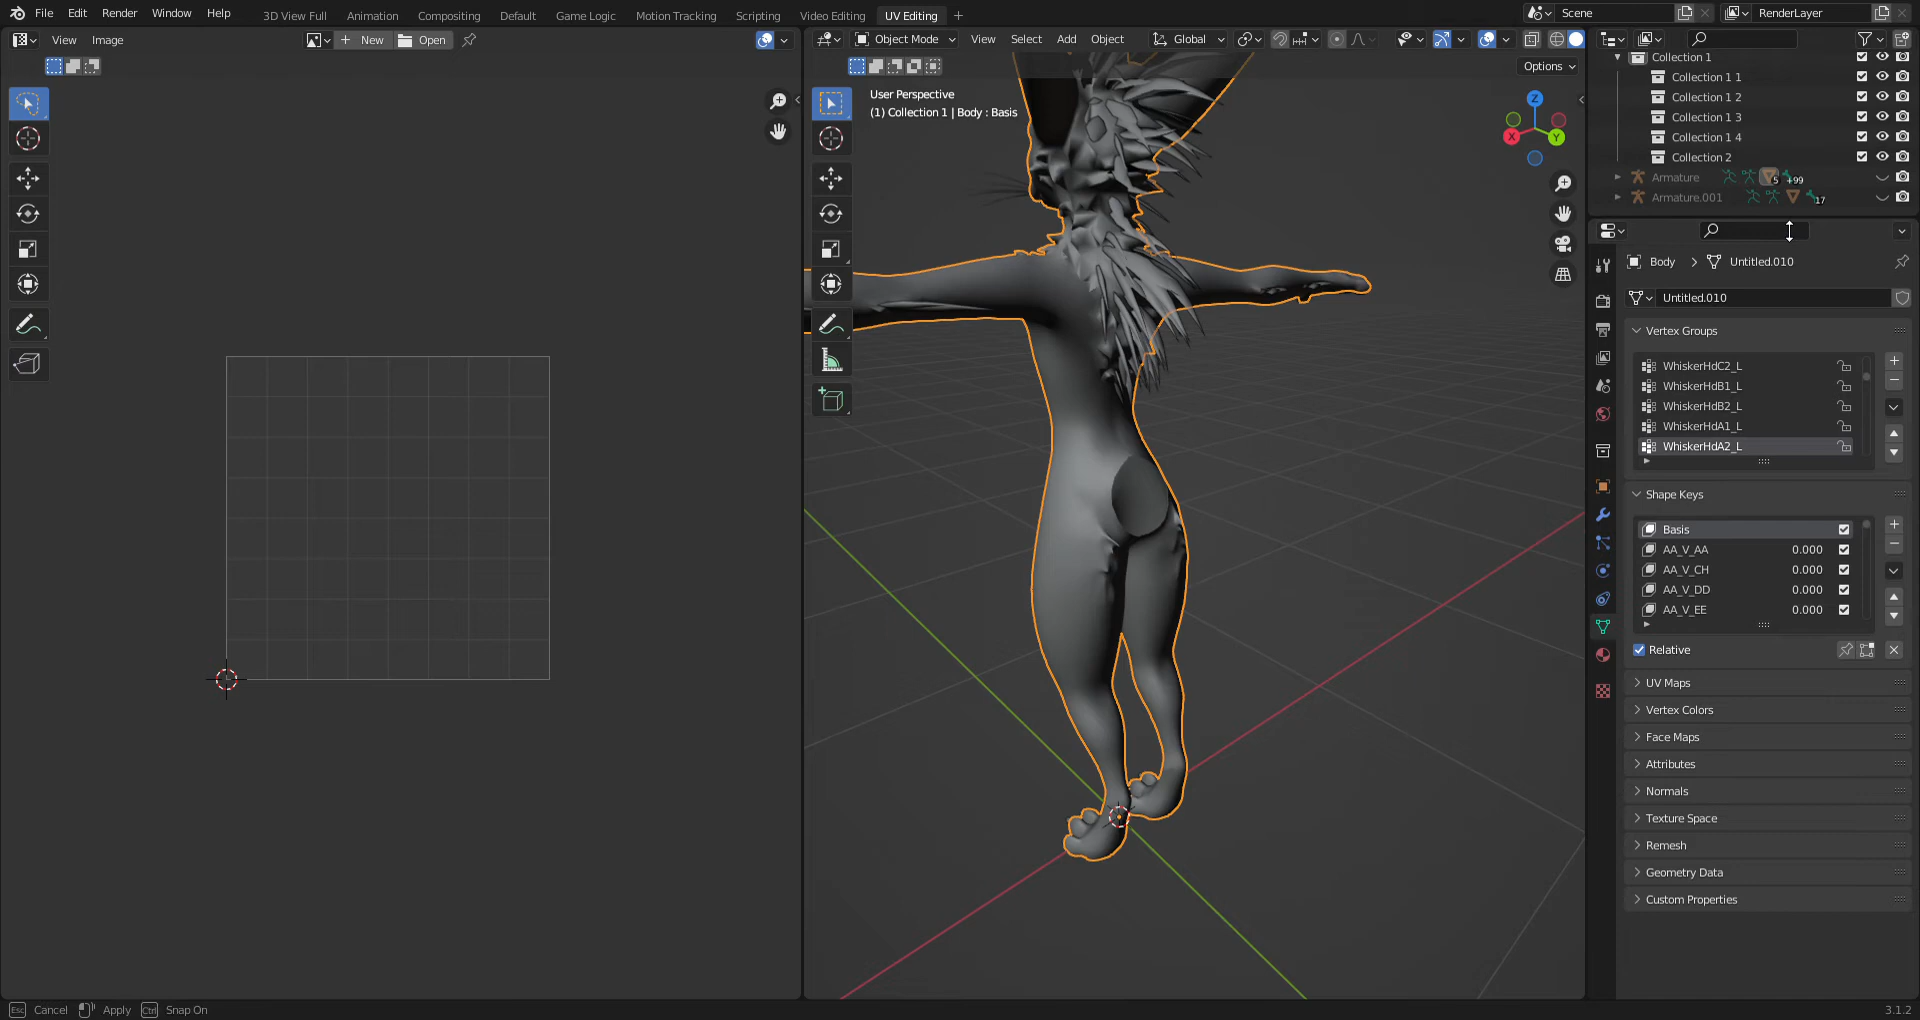 File Edit Render Window Help 3D View Full Animation Compositing Default Game Logic Motion Tracking Scripting Video Editing UV Editing Scene RenderLayer
View Image New Open
Object Mode View Select Add Object Global
Options
User Perspective
(1) Collection 1 | Body : Basis
Z
X
Y
Collection 1
Collection 1 1
Collection 1 2
Collection 1 3
Collection 1 4
Collection 2
Armature 5 +99
Armature.001 17
Body > Untitled.010
Untitled.010
Vertex Groups
WhiskerHdC2_L
WhiskerHdB1_L
WhiskerHdB2_L
WhiskerHdA1_L
WhiskerHdA2_L
Shape Keys
Basis
AA_V_AA 0.000
AA_V_CH 0.000
AA_V_DD 0.000
AA_V_EE 0.000
Relative
UV Maps
Vertex Colors
Face Maps
Attributes
Normals
Texture Space
Remesh
Geometry Data
Custom Properties
Esc Cancel Apply Ctrl Snap On 3.1.2